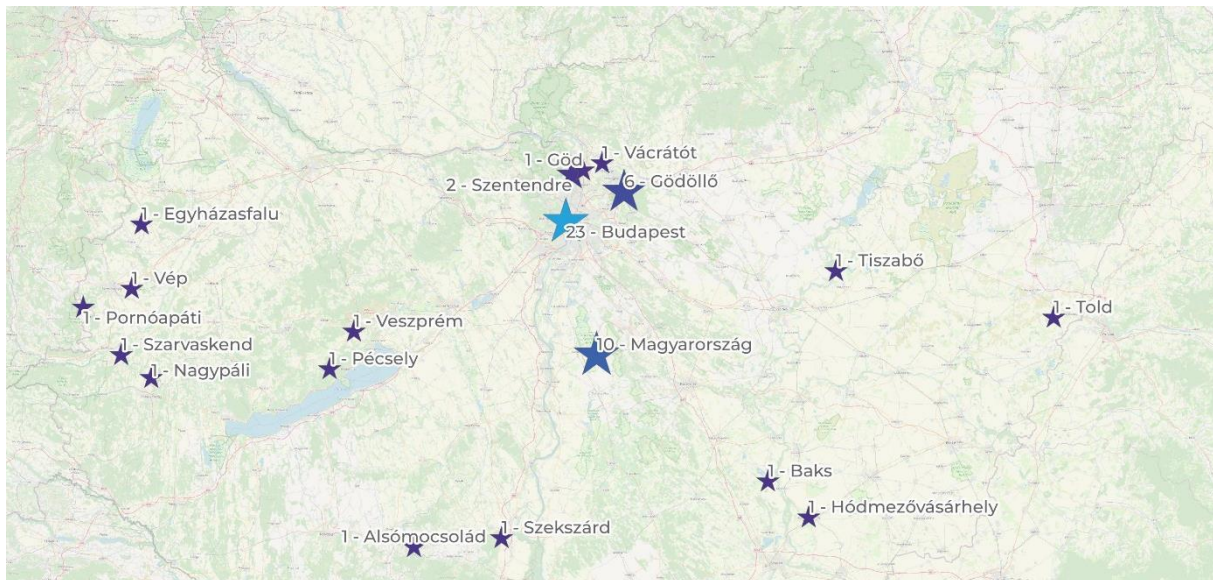 1 - Vácrátót
1 - Göd
2 - Szentendre
6 - Gödöllő
1 - Egyházasfalu
23 - Budapest
1 - Tiszabő
1 - Vép
1 - Told
1 - Pornóapáti
1 - Veszprém
1 - Szarvaskend
10 - Magyarország
1 - Pécsely
1 - Nagypáli
1 - Baks
1 - Hódmezővásárhely
1 - Szekszárd
1 - Alsómocsolád